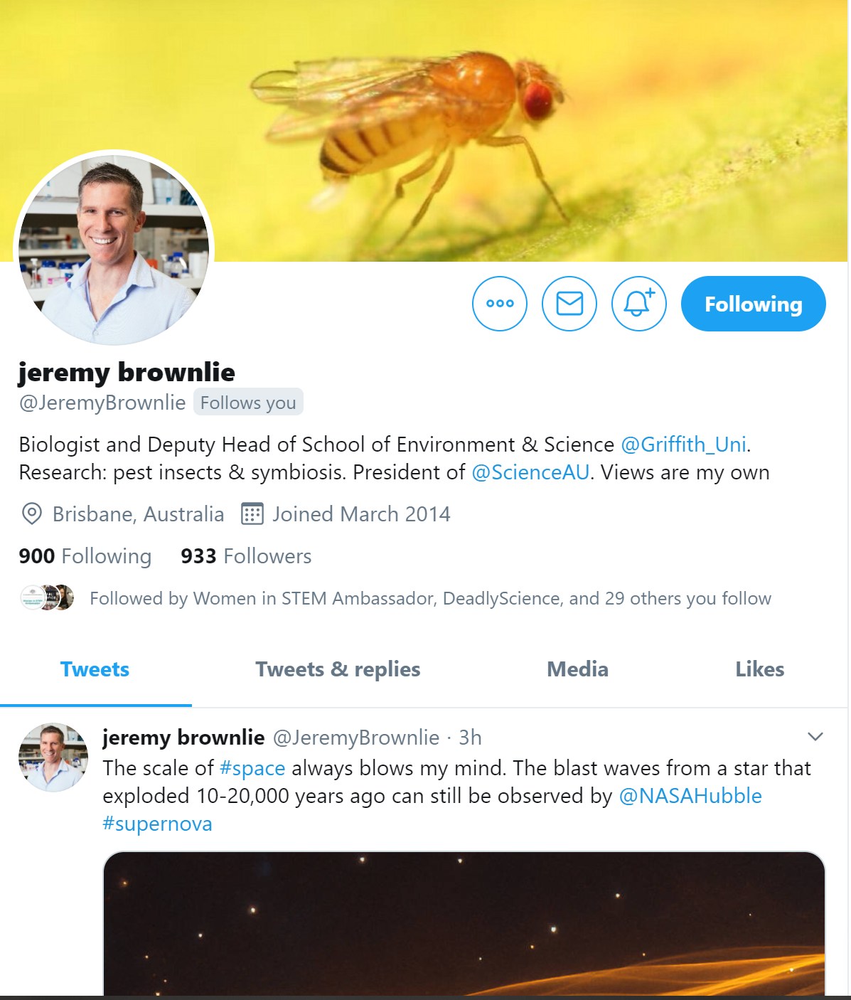 Following
jeremy brownlie
@JeremyBrownlie Follows you
Biologist and Deputy Head of School of Environment & Science @Griffith_Uni.
Research: pest insects & symbiosis. President of @ScienceAU. Views are my own
Brisbane, Australia Joined March 2014
900 Following 933 Followers
Followed by Women in STEM Ambassador, DeadlyScience, and 29 others you follow
Tweets Tweets & replies Media Likes
jeremy brownlie @JeremyBrownlie · 3h
The scale of #space always blows my mind. The blast waves from a star that
exploded 10-20,000 years ago can still be observed by @NASAHubble
#supernova